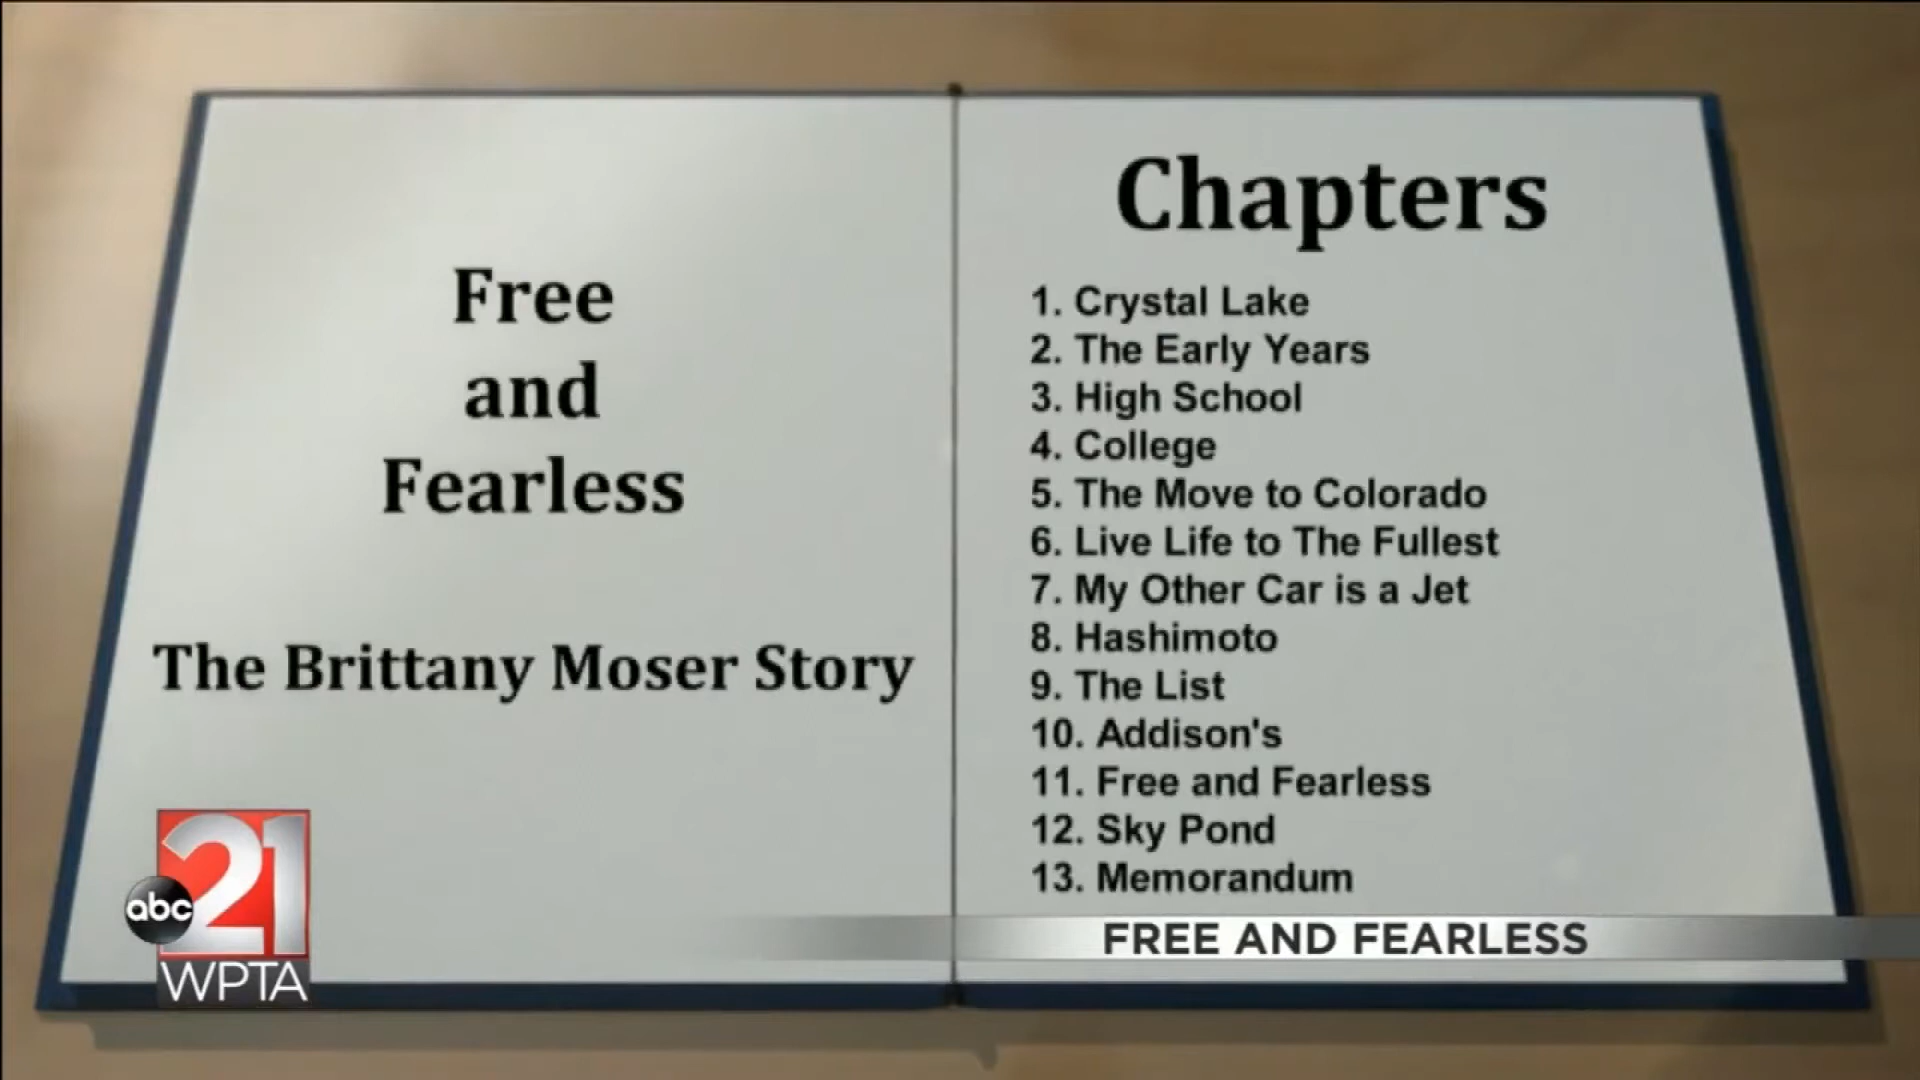 Free
and
Fearless
The Brittany Moser Story
Chapters
1. Crystal Lake
2. The Early Years
3. High School
4. College
5. The Move to Colorado
6. Live Life to The Fullest
7. My Other Car is a Jet
8. Hashimoto
9. The List
10. Addison's
11. Free and Fearless
12. Sky Pond
13. Memorandum
FREE AND FEARLESS
21
abc
WPTA